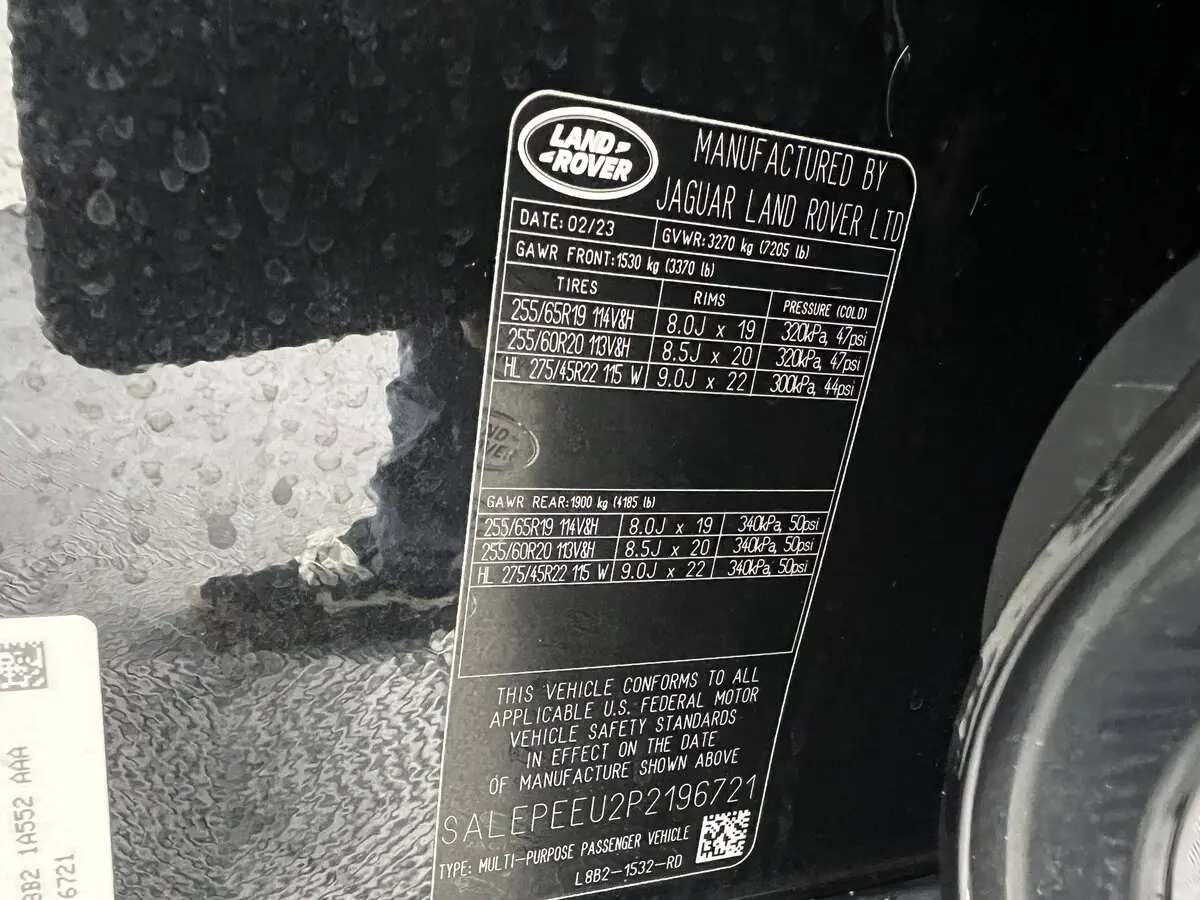 LAND ROVER
MANUFACTURED BY
JAGUAR LAND ROVER LTD
DATE: 02/23 GVWR:3270 kg (7205 lb)
GAWR FRONT:1530 kg (3370 lb)
TIRES RIMS PRESSURE (COLD)
255/65R19 114V&H 8.0J x 19 320kPa, 47psi
255/60R20 113V&H 8.5J x 20 320kPa, 47psi
HL 275/45R22 115 W 9.0J x 22 300kPa, 44psi
GAWR REAR:1900 kg (4185 lb)
255/65R19 114V&H 8.0J x 19 340kPa, 50psi
255/60R20 113V&H 8.5J x 20 340kPa, 50psi
HL 275/45R22 115 W 9.0J x 22 340kPa, 50psi
THIS VEHICLE CONFORMS TO ALL
APPLICABLE U.S. FEDERAL MOTOR
VEHICLE SAFETY STANDARDS
IN EFFECT ON THE DATE
OF MANUFACTURE SHOWN ABOVE
SALEPEEU2P2196721
TYPE: MULTI-PURPOSE PASSENGER VEHICLE
L8B2-1532-RD
8B2 1A552 AAA
6721